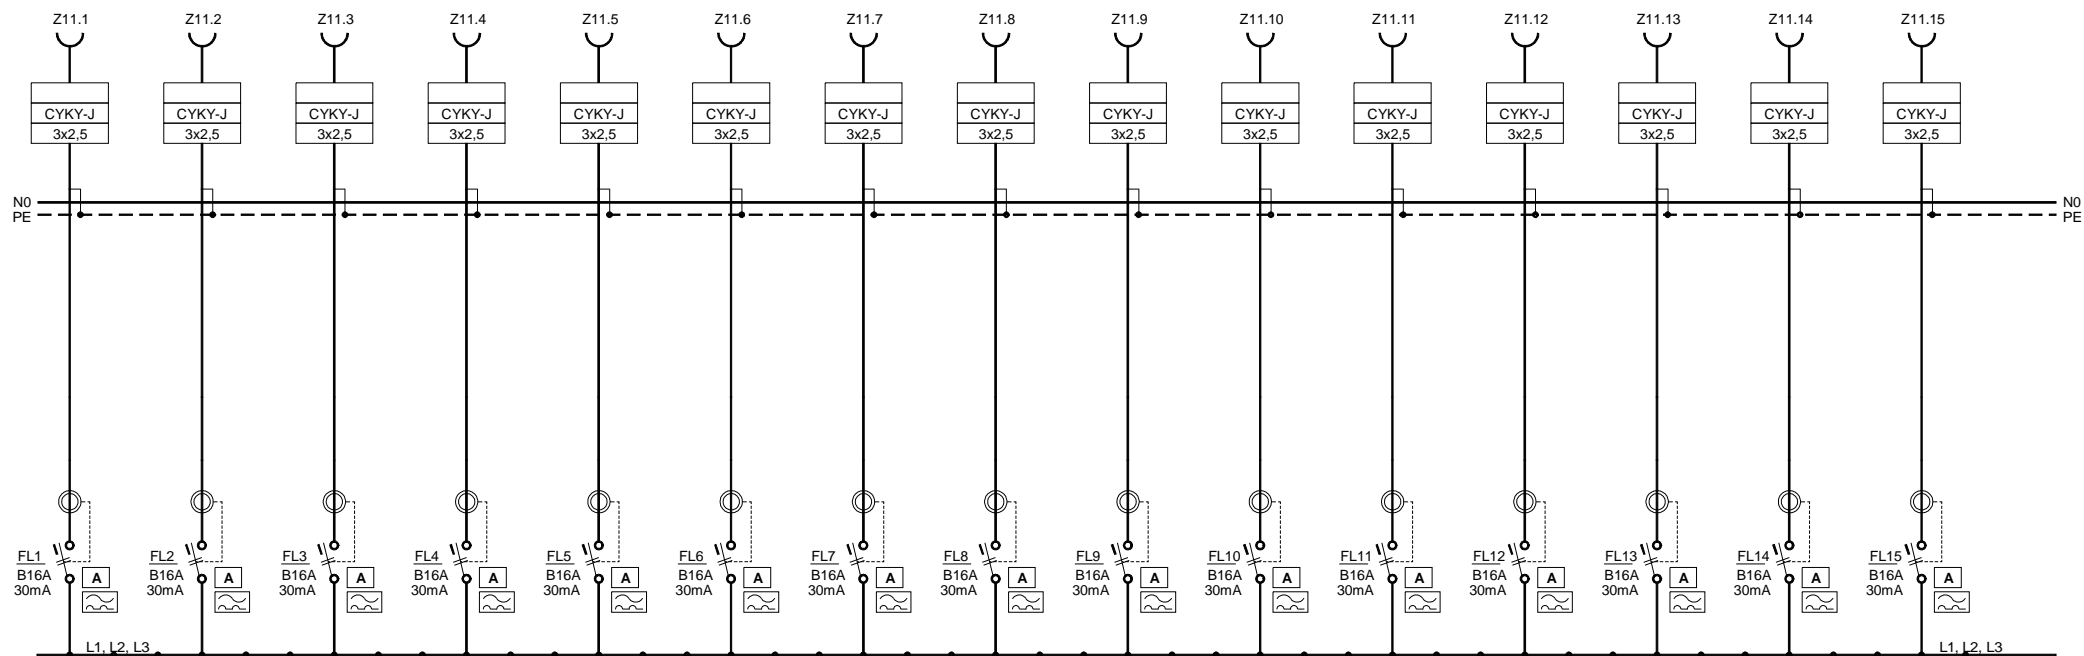 Z11.1 Z11.2 Z11.3 Z11.4 Z11.5 Z11.6 Z11.7 Z11.8 Z11.9 Z11.10 Z11.11 Z11.12 Z11.13 Z11.14 Z11.15
CYKY-J CYKY-J CYKY-J CYKY-J CYKY-J CYKY-J CYKY-J CYKY-J CYKY-J CYKY-J CYKY-J CYKY-J CYKY-J CYKY-J CYKY-J
3x2,5 3x2,5 3x2,5 3x2,5 3x2,5 3x2,5 3x2,5 3x2,5 3x2,5 3x2,5 3x2,5 3x2,5 3x2,5 3x2,5 3x2,5
N0 N0
PE PE
FL1 FL2 FL3 FL4 FL5 FL6 FL7 FL8 FL9 FL10 FL11 FL12 FL13 FL14 FL15
B16A A B16A A B16A A B16A A B16A A B16A A B16A A B16A A B16A A B16A A B16A A B16A A B16A A B16A A B16A A
30mA 30mA 30mA 30mA 30mA 30mA 30mA 30mA 30mA 30mA 30mA 30mA 30mA 30mA 30mA
L1, L2, L3 L1, L2, L3